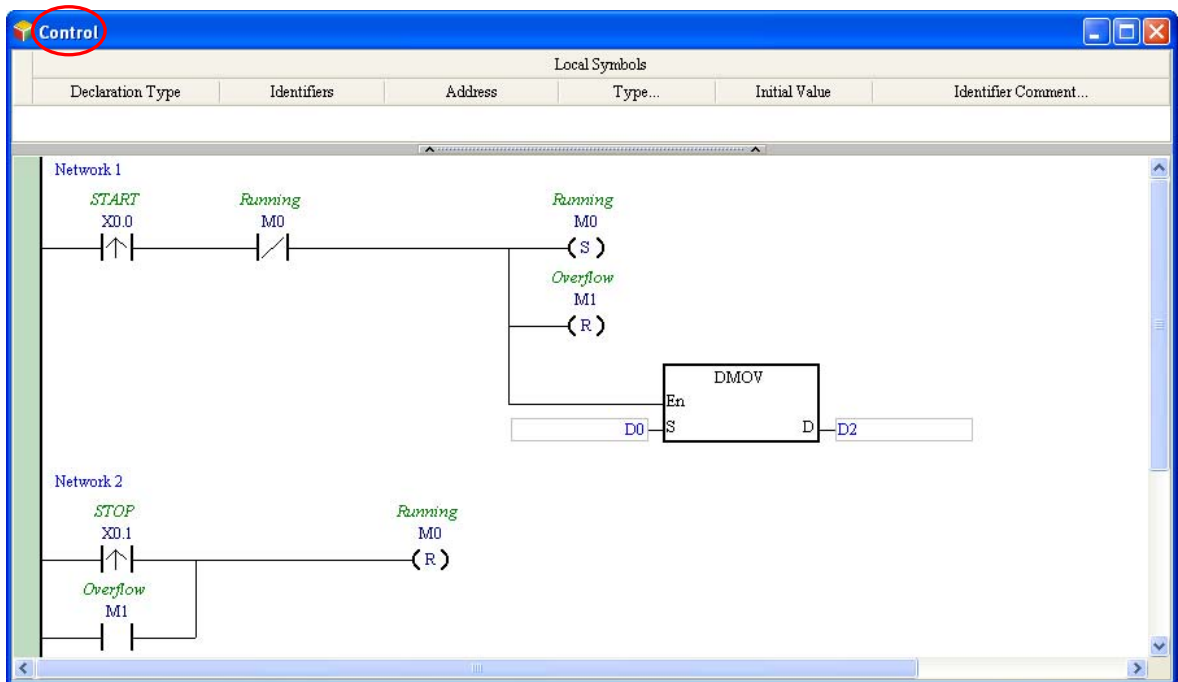 Control
Local Symbols
Declaration Type Identifiers Address Type... Initial Value Identifier Comment...
Network 1
START Running Running
X0.0 M0 M0
S
Overflow
M1
R
DMOV
En
D0 S D D2
Network 2
STOP Running
X0.1 M0
R
Overflow
M1